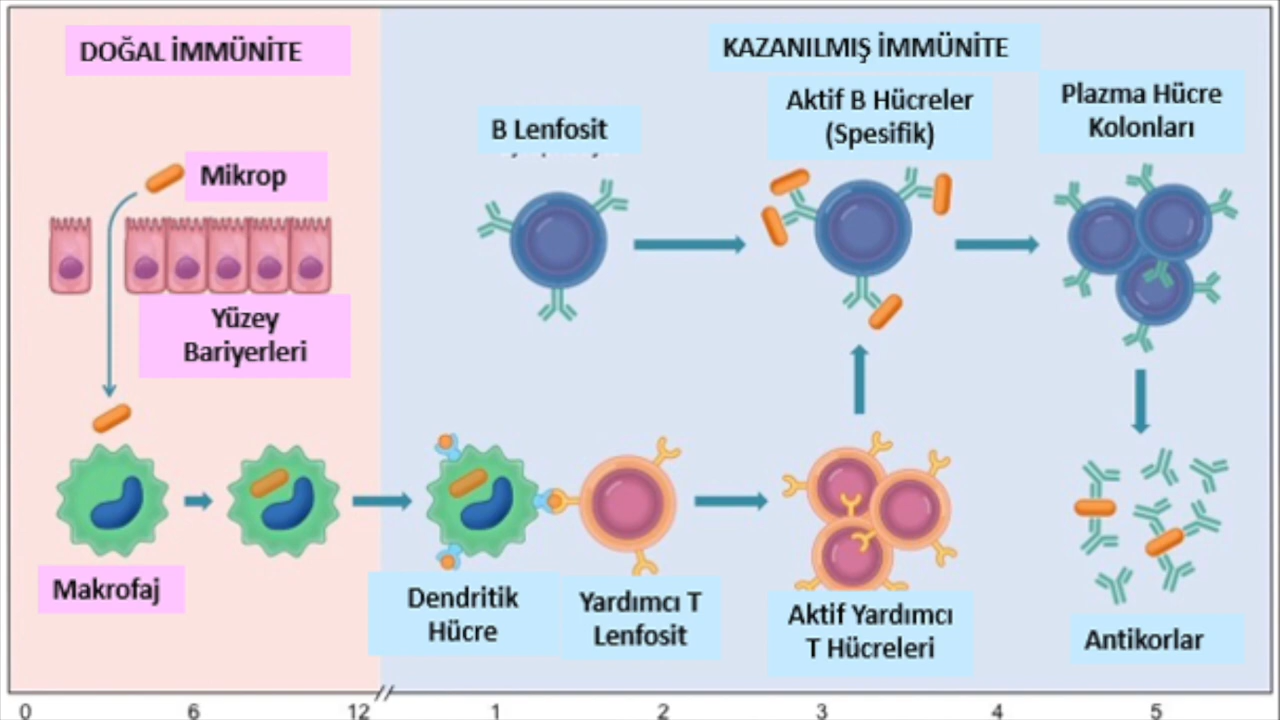 DOĞAL İMMÜNİTE
KAZANILMIŞ İMMÜNİTE
Mikrop
Yüzey
Bariyerleri
Makrofaj
B Lenfosit
Aktif B Hücreler
(Spesifik)
Plazma Hücre
Kolonları
Dendritik
Hücre
Yardımcı T
Lenfosit
Aktif Yardımcı
T Hücreleri
Antikorlar
0 6 12 1 2 3 4 5